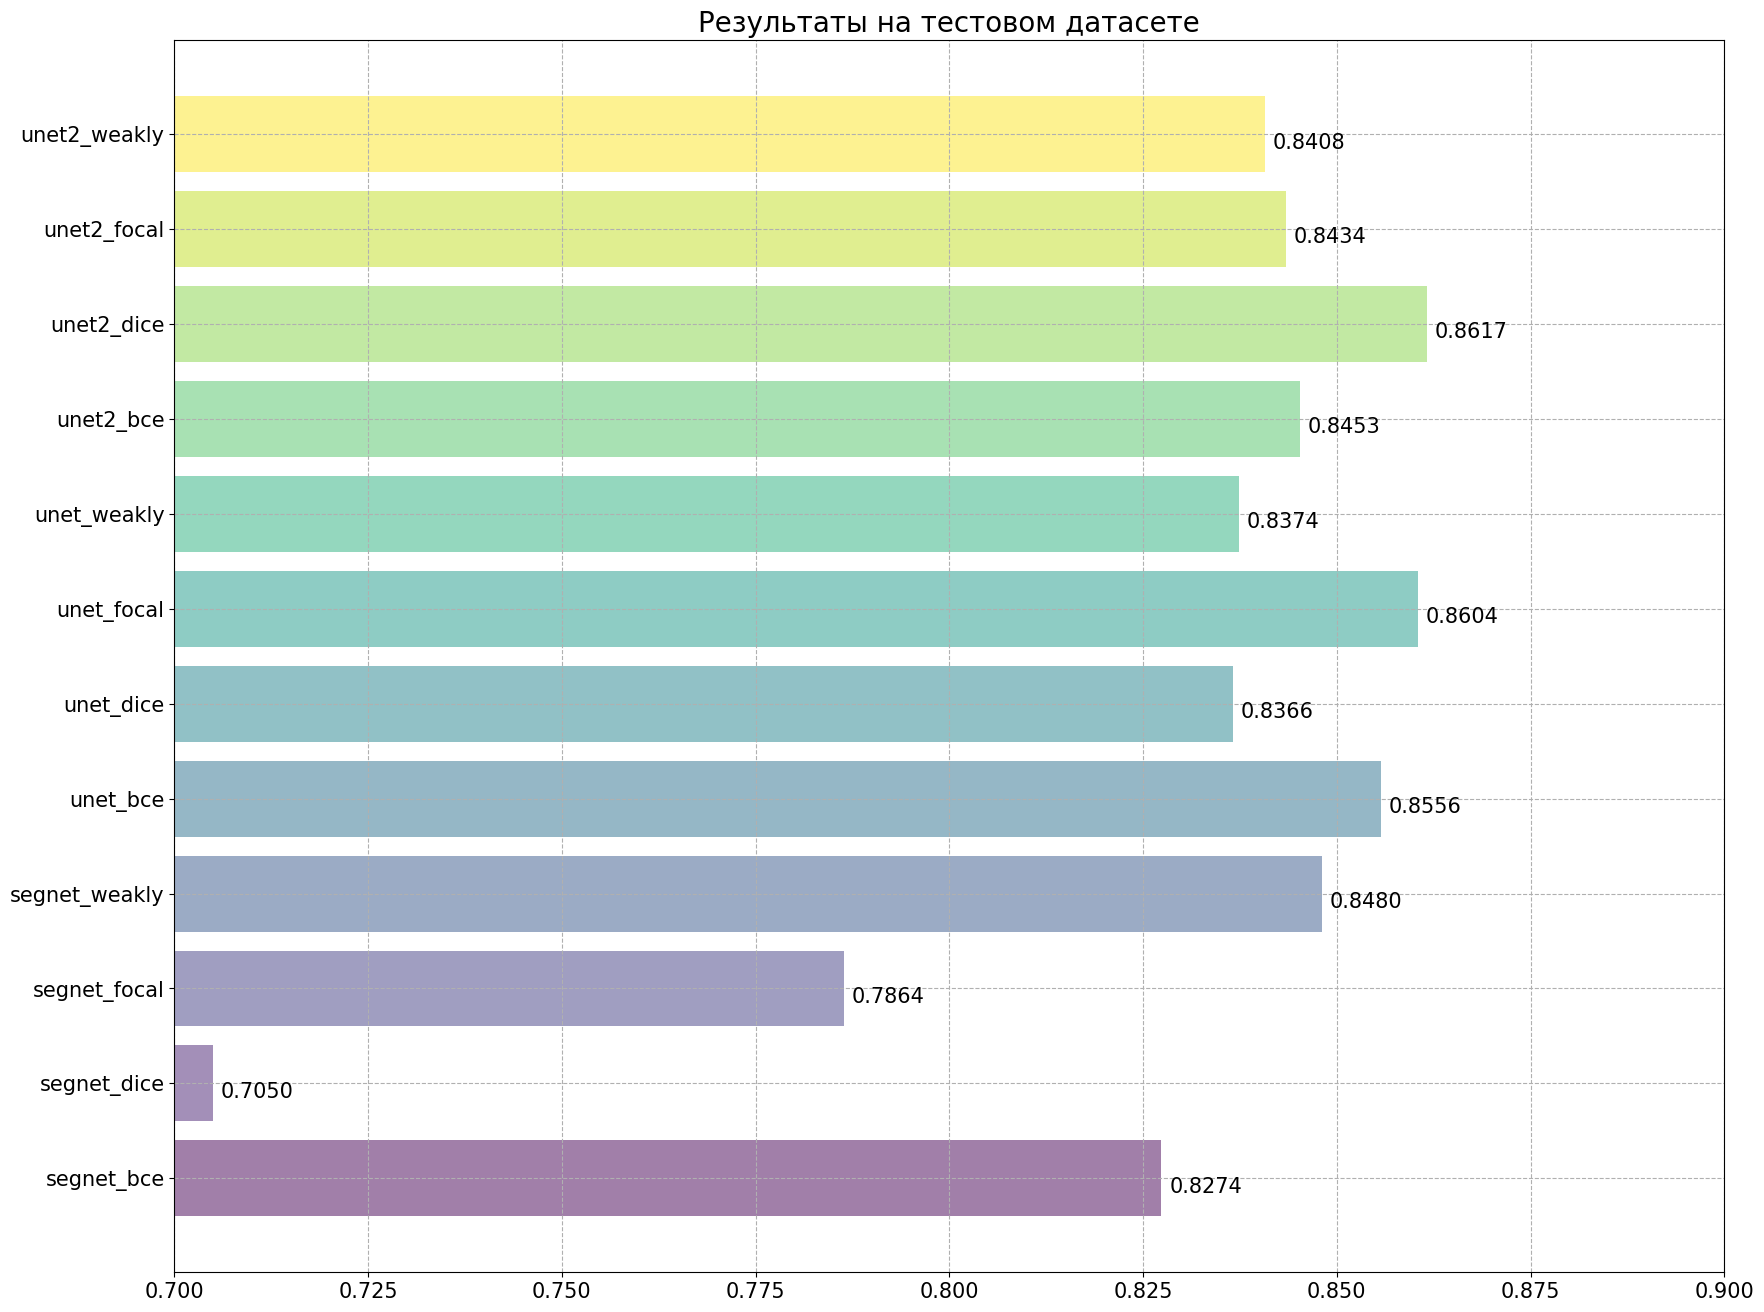 Результаты на тестовом датасете
unet2_weakly
0.8408
unet2_focal
0.8434
unet2_dice
0.8617
unet2_bce
0.8453
unet_weakly
0.8374
unet_focal
0.8604
unet_dice
0.8366
unet_bce
0.8556
segnet_weakly
0.8480
segnet_focal
0.7864
segnet_dice
0.7050
segnet_bce
0.8274
0.700 0.725 0.750 0.775 0.800 0.825 0.850 0.875 0.900